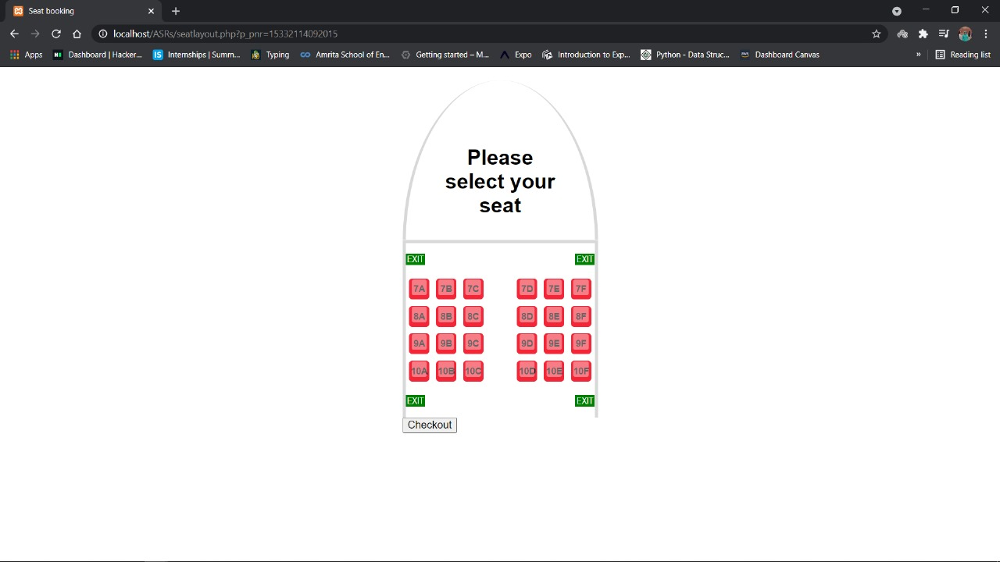 Seat booking
localhost/ASRs/seatlayout.php?p_pnr=15332114092015
Apps Dashboard | Hacker... Internships | Summ... Typing Amrita School of En... Getting started – M... Expo Introduction to Exp... Python - Data Struc... Dashboard Canvas » Reading list
Please
select your
seat
EXIT EXIT
7A 7B 7C 7D 7E 7F
8A 8B 8C 8D 8E 8F
9A 9B 9C 9D 9E 9F
10A 10B 10C 10D 10E 10F
EXIT EXIT
Checkout